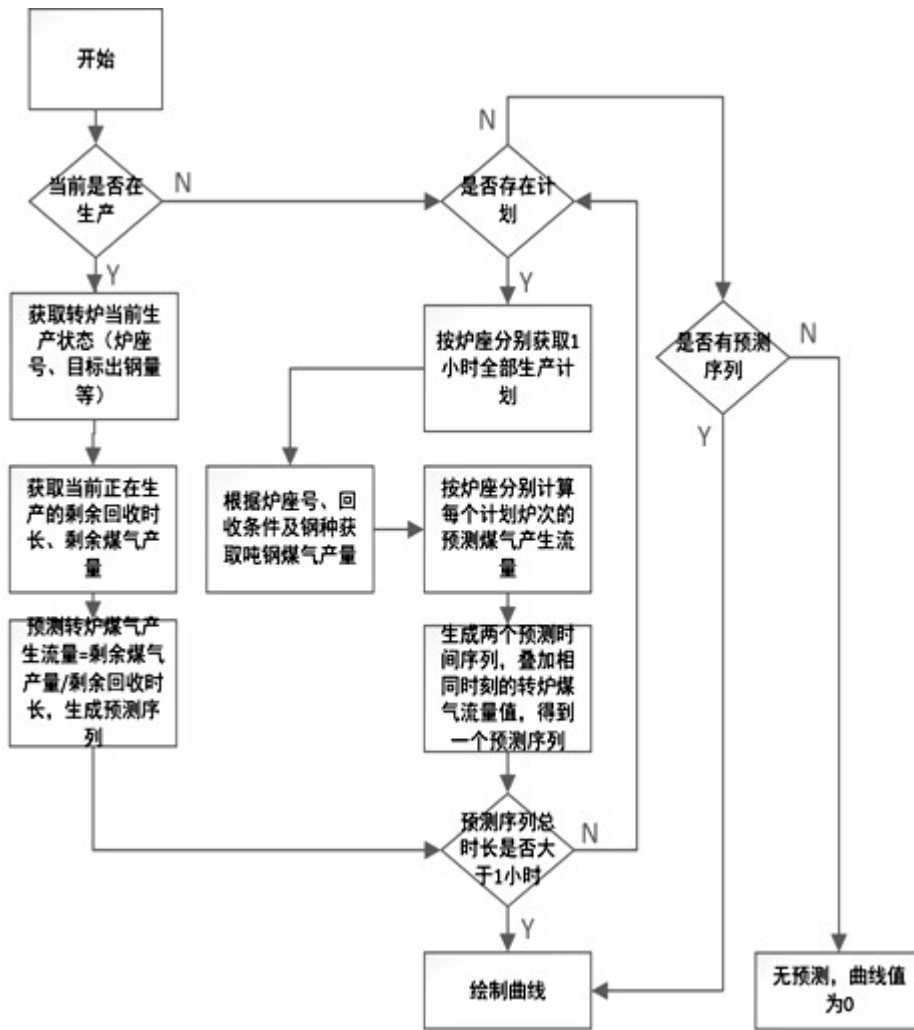 开始
当前是否在
生产
N
Y
获取转炉当前生
产状态（炉座
号、目标出钢量
等）
获取当前正在生
产的剩余回收时
长、剩余煤气产
量
预测转炉煤气产
生流量=剩余煤气
产量/剩余回收时
长，生成预测序
列
N
是否存在计
划
Y
按炉座分别获取1
小时全部生产计
划
根据炉座号、回
收条件及钢种获
取吨钢煤气产量
按炉座分别计算
每个计划炉次的
预测煤气产生流
量
生成两个预测时
间序列，叠加相
同时刻的转炉煤
气流量值，得到
一个预测序列
预测序列总
时长是否大
于1小时
N
Y
绘制曲线
是否有预测
序列
N
Y
无预测，曲线值
为0